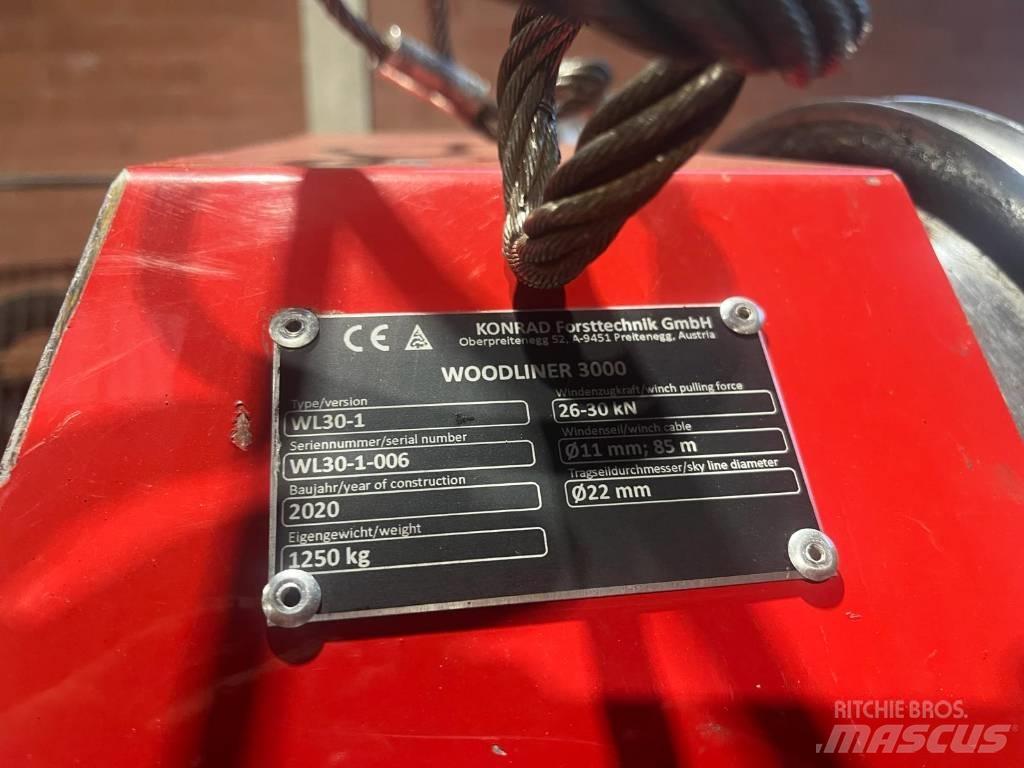 CE
KONRAD Forsttechnik GmbH
Oberpreitenegg 52, A-9451 Preitenegg, Austria
WOODLINER 3000
Type/version
WL30-1
Seriennummer/serial number
WL30-1-006
Baujahr/year of construction
2020
Eigengewicht/weight
1250 kg
Windenzugkraft/winch pulling force
26-30 kN
Windenseil/winch cable
Ø11 mm; 85 m
Tragseildurchmesser/sky line diameter
Ø22 mm
RITCHIE BROS.
MASCUS